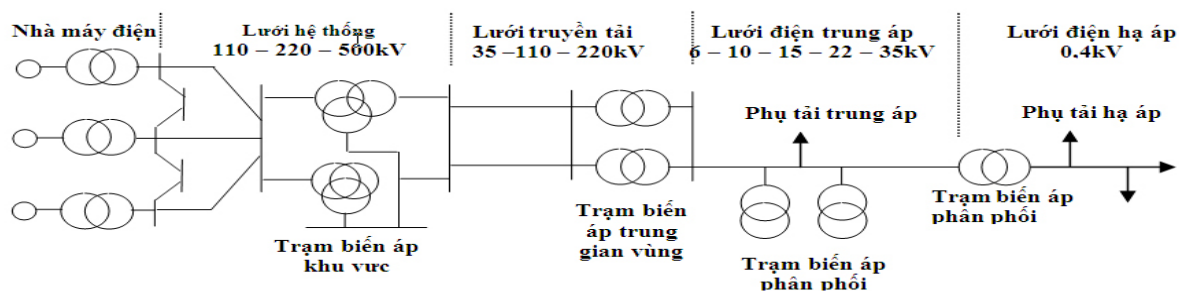 Nhà máy điện
Lưới hệ thống
110 – 220 – 500kV
Lưới truyền tải
35 –110 – 220kV
Lưới điện trung áp
6 – 10 – 15 – 22 – 35kV
Lưới điện hạ áp
0,4kV
Phụ tải trung áp
Phụ tải hạ áp
Trạm biến áp
khu vực
Trạm biến
áp trung
gian vùng
Trạm biến áp
phân phối
Trạm biến áp
phân phối